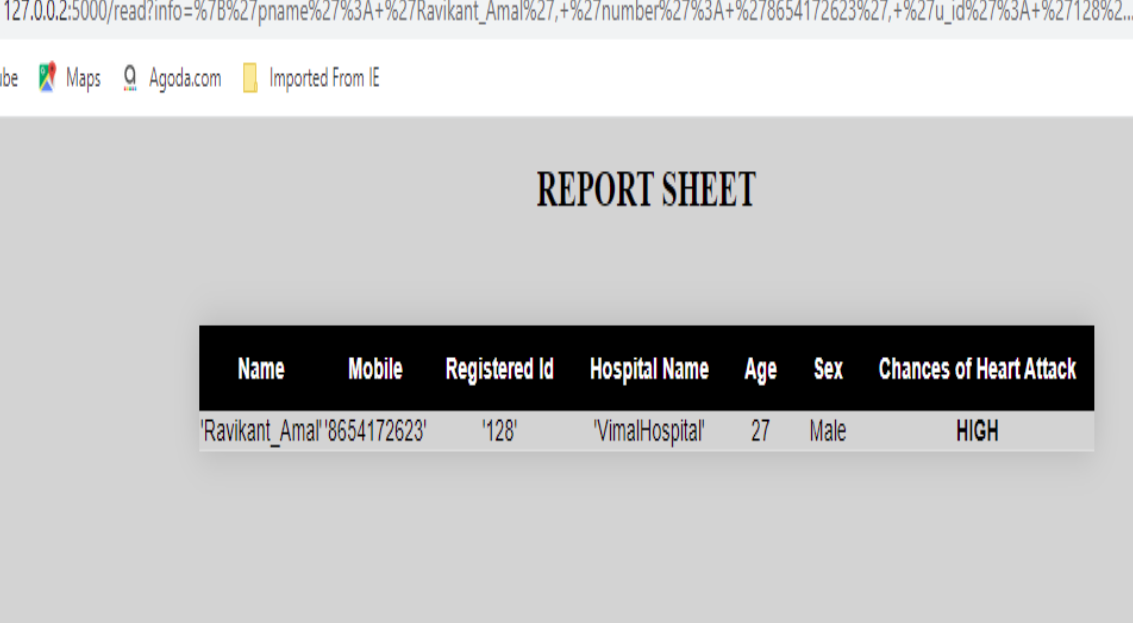 127.0.0.2:5000/read?info=%7B%27pname%27%3A+%27Ravikant_Amal%27,+%27number%27%3A+%278654172623%27,+%27u_id%27%3A+%27128%2...
Maps Agoda.com Imported From IE
REPORT SHEET
Name Mobile Registered Id Hospital Name Age Sex Chances of Heart Attack
'Ravikant_Amal' '8654172623' '128' 'VimalHospital' 27 Male HIGH